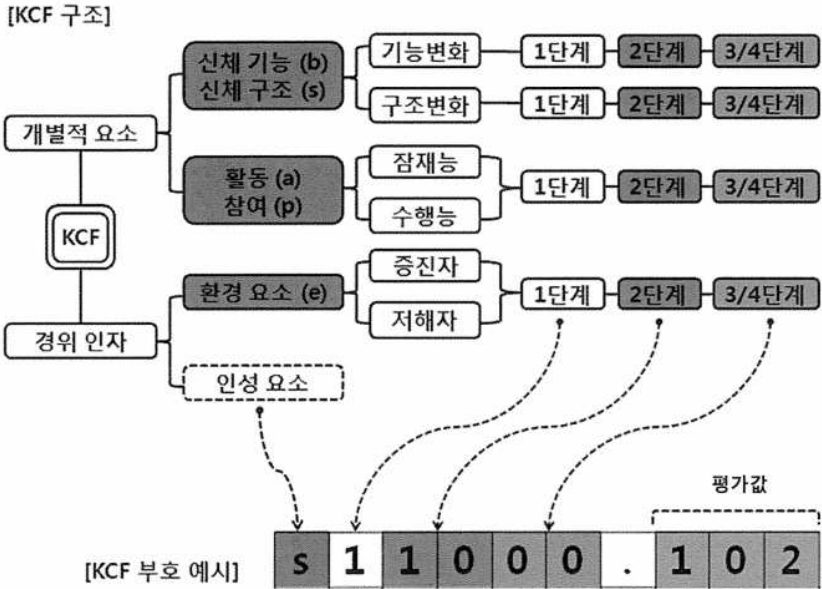 [KCF 구조]
신체 기능 (b)
신체 구조 (s)
기능변화
1단계
2단계
3/4단계
구조변화
1단계
2단계
3/4단계
개별적 요소
활동 (a)
참여 (p)
잠재능
수행능
1단계
2단계
3/4단계
KCF
환경 요소 (e)
증진자
저해자
1단계
2단계
3/4단계
경위 인자
인성 요소
평가값
[KCF 부호 예시]
s 1 1 0 0 0 . 1 0 2